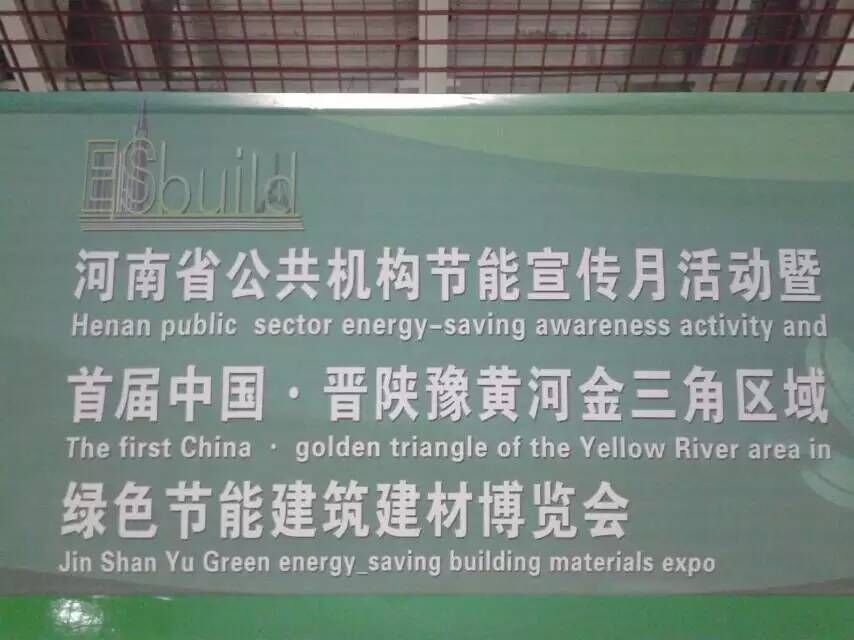 ESbuild
河南省公共机构节能宣传月活动暨
Henan public sector energy-saving awareness activity and
首届中国·晋陕豫黄河金三角区域
The first China · golden triangle of the Yellow River area in
绿色节能建筑建材博览会
Jin Shan Yu Green energy_saving building materials expo